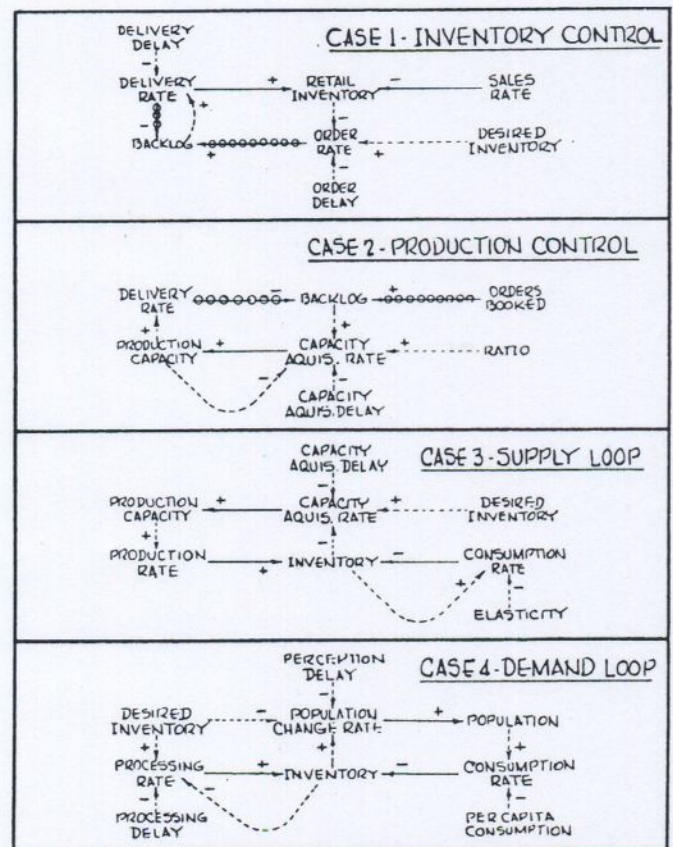 CASE 1 - INVENTORY CONTROL
DELIVERY
DELAY
-
DELIVERY
RATE
+
RETAIL
INVENTORY
-
SALES
RATE
+
-
-
BACKLOG
+
ORDER
RATE
+
DESIRED
INVENTORY
-
ORDER
DELAY
CASE 2 - PRODUCTION CONTROL
DELIVERY
RATE
-
BACKLOG
+
ORDERS
BOOKED
+
+
PRODUCTION
CAPACITY
+
CAPACITY
AQUIS. RATE
+
RATIO
-
-
CAPACITY
AQUIS. DELAY
CASE 3 - SUPPLY LOOP
CAPACITY
AQUIS. DELAY
-
PRODUCTION
CAPACITY
+
CAPACITY
AQUIS. RATE
+
DESIRED
INVENTORY
+
-
PRODUCTION
RATE
+
INVENTORY
-
CONSUMPTION
RATE
+
-
ELASTICITY
CASE 4 - DEMAND LOOP
PERCEPTION
DELAY
-
DESIRED
INVENTORY
-
POPULATION
CHANGE RATE
+
POPULATION
+
+
+
PROCESSING
RATE
+
INVENTORY
-
CONSUMPTION
RATE
-
-
-
PROCESSING
DELAY
PER CAPITA
CONSUMPTION